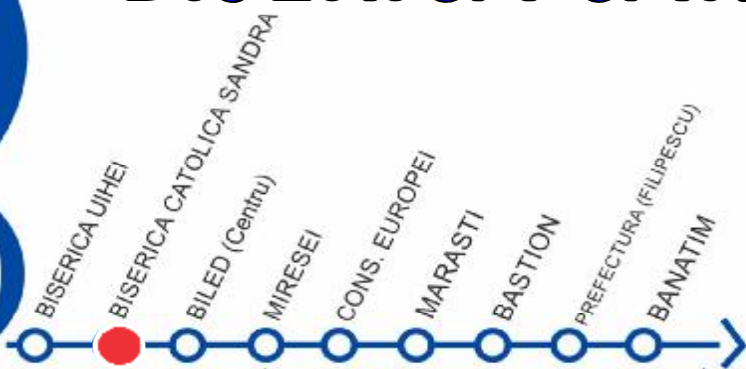 BISERICA UIHEI
BISERICA CATOLICA SANDRA
BILED (Centru)
MIRESEI
CONS. EUROPEI
MARASTI
BASTION
PREFECTURA (FILIPESCU)
BANATIM